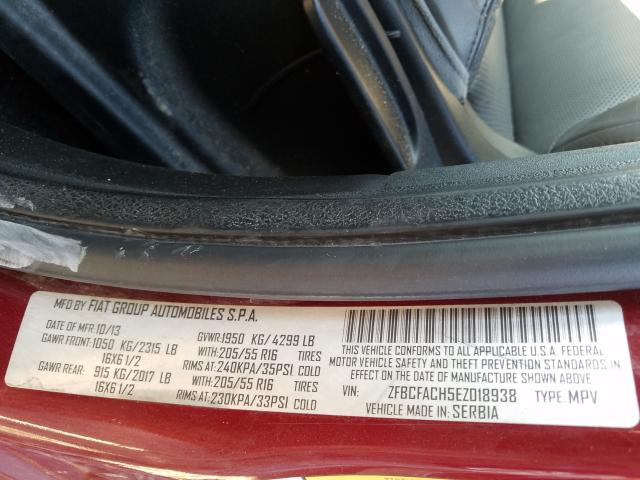 MFD BY FIAT GROUP AUTOMOBILES S.P.A.
DATE OF MFR: 10/13 GVWR: 1950 KG/ 4299 LB
GAWR FRONT: 1050 KG/2315 LB WITH: 205/55 R16 TIRES
16X6 1/2 RIMS AT: 240KPA/35PSI COLD
GAWR REAR: 915 KG/2017 LB WITH: 205/55 R16 TIRES
16X6 1/2 RIMS AT: 230KPA/33PSI COLD
THIS VEHICLE CONFORMS TO ALL APPLICABLE U.S.A. FEDERAL
MOTOR VEHICLE SAFETY AND THEFT PREVENTION STANDARDS IN
EFFECT ON THE DATE OF MANUFACTURE SHOWN ABOVE.
VIN: ZFBCFACH5EZ018938 TYPE: MPV
VEHICLE MADE IN: SERBIA